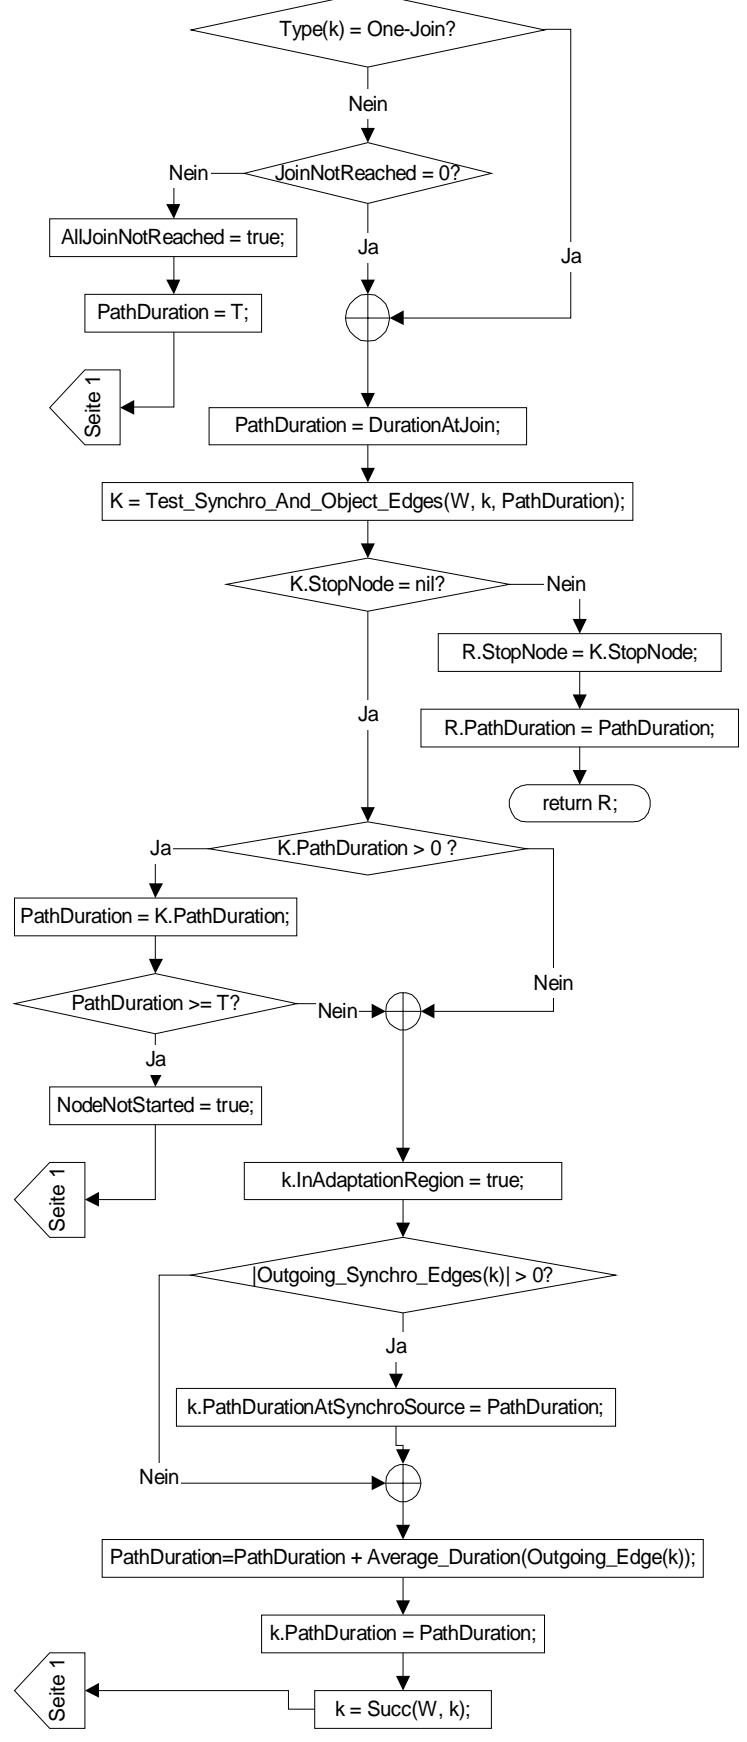 Type(k) = One-Join?
Nein
JoinNotReached = 0?
Nein
AllJoinNotReached = true;
Ja
Ja
PathDuration = T;
Seite 1
PathDuration = DurationAtJoin;
K = Test_Synchro_And_Object_Edges(W, k, PathDuration);
K.StopNode = nil?
Nein
R.StopNode = K.StopNode;
Ja
R.PathDuration = PathDuration;
return R;
K.PathDuration > 0 ?
Ja
PathDuration = K.PathDuration;
Nein
PathDuration >= T?
Nein
Ja
NodeNotStarted = true;
Seite 1
k.InAdaptationRegion = true;
|Outgoing_Synchro_Edges(k)| > 0?
Ja
k.PathDurationAtSynchroSource = PathDuration;
Nein
PathDuration=PathDuration + Average_Duration(Outgoing_Edge(k));
k.PathDuration = PathDuration;
Seite 1
k = Succ(W, k);